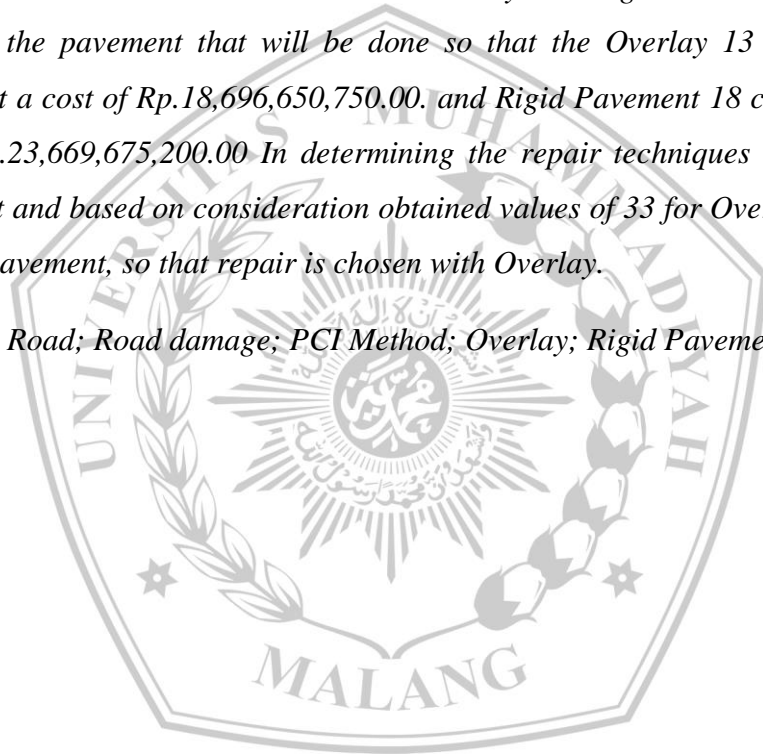 the pavement that will be done so that the Overlay 13
t a cost of Rp.18,696,650,750.00. and Rigid Pavement 18 c
.23,669,675,200.00 In determining the repair techniques
t and based on consideration obtained values of 33 for Over
avement, so that repair is chosen with Overlay.
Road; Road damage; PCI Method; Overlay; Rigid Paveme
UNIVERSITAS MUHAMMADIYAH
MALANG